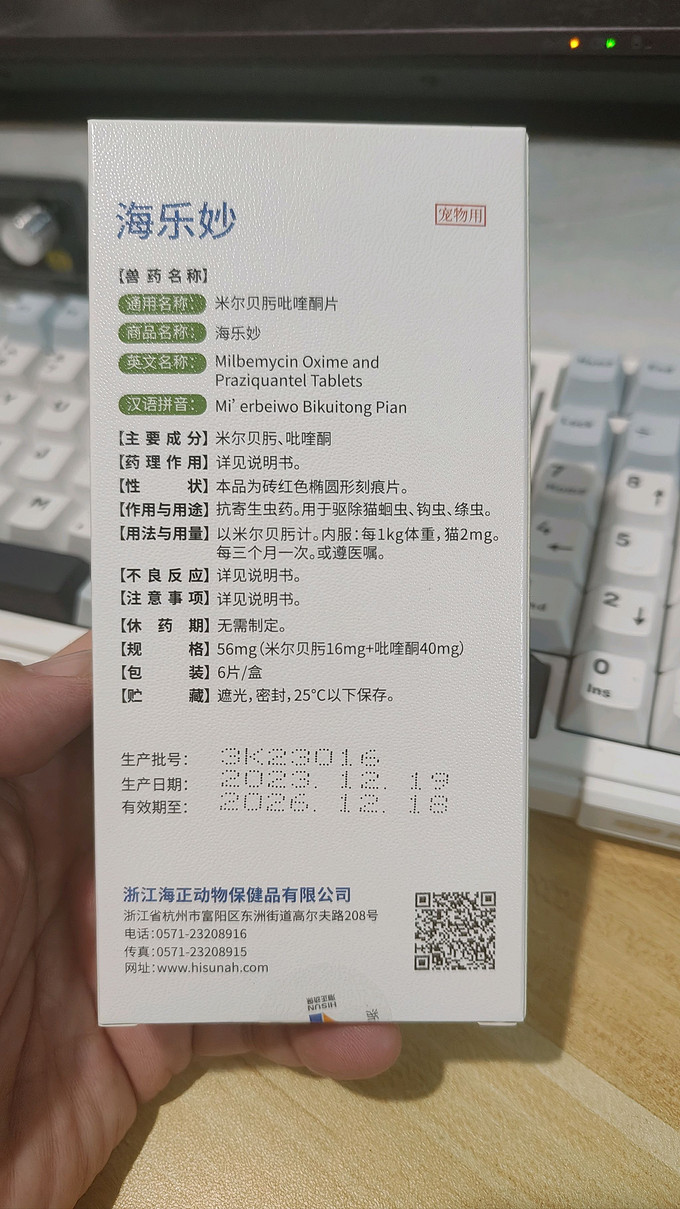 海乐妙
宠物用
【兽药名称】
通用名称： 米尔贝肟吡喹酮片
商品名称： 海乐妙
英文名称： Milbemycin Oxime and
Praziquantel Tablets
汉语拼音： Mi'erbeiwo Bikuitong Pian
【主要成分】米尔贝肟、吡喹酮
【药理作用】详见说明书。
【性状】本品为砖红色椭圆形刻痕片。
【作用与用途】抗寄生虫药。用于驱除猫蛔虫、钩虫、绦虫。
【用法与用量】以米尔贝肟计。内服：每1kg体重，猫2mg。
每三个月一次。或遵医嘱。
【不良反应】详见说明书。
【注意事项】详见说明书。
【休药期】无需制定。
【规格】56mg（米尔贝肟16mg+吡喹酮40mg）
【包装】6片/盒
【贮藏】遮光，密封，25℃以下保存。
生产批号： 3K23016
生产日期： 2023. 12. 19
有效期至： 2026. 12. 18
浙江海正动物保健品有限公司
浙江省杭州市富阳区东洲街道高尔夫路208号
电话：0571-23208916
传真：0571-23208915
网址：www.hisunah.com
HISUN
7
Home
8
4
5
2
0
Ins
J
M